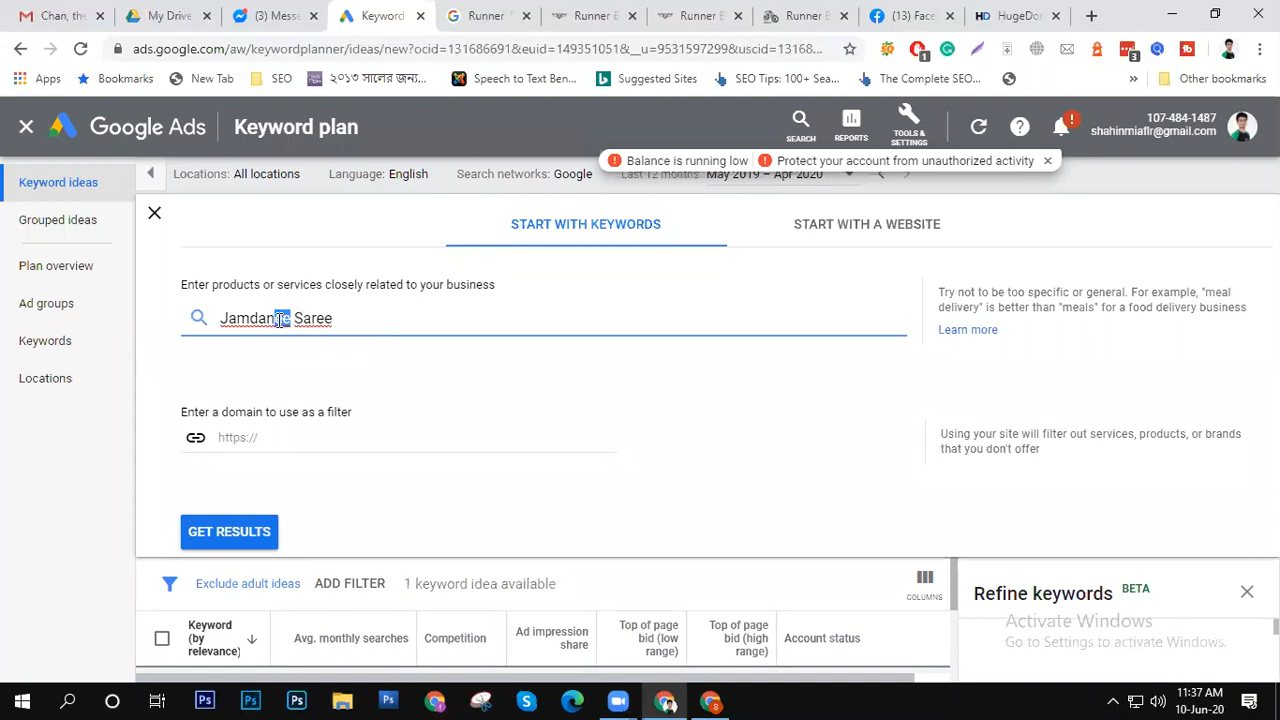 Chan, the
My Drive
(3) Mess
Keyword
Runner
Runner B
Runner B
Runner B
(13) Face
HugeDo
ads.google.com/aw/keywordplanner/ideas/new?ocid=131686691&euid=149351051&__u=9531597299&uscid=13168...
1
3
Apps
Bookmarks
New Tab
SEO
২০১৩ সালের জন্য...
Speech to Text Ben...
Suggested Sites
SEO Tips: 100+ Sea...
The Complete SEO...
»
Other bookmarks
Google Ads
Keyword plan
SEARCH
REPORTS
TOOLS & SETTINGS
107-484-1487
shahinmiaflr@gmail.com
Balance is running low
Protect your account from unauthorized activity
Keyword ideas
Locations: All locations
Language: English
Search networks: Google
Last 12 months
May 2019 – Apr 2020
Grouped ideas
Plan overview
Ad groups
Keywords
Locations
START WITH KEYWORDS
START WITH A WEBSITE
Enter products or services closely related to your business
Saree
Try not to be too specific or general. For example, "meal
delivery" is better than "meals" for a food delivery business
Learn more
Enter a domain to use as a filter
https://
Using your site will filter out services, products, or brands
that you don't offer
GET RESULTS
Exclude adult ideas
ADD FILTER
1 keyword idea available
COLUMNS
Refine keywords BETA
Keyword
(by
relevance)
Avg. monthly searches
Competition
Ad impression
share
Top of page
bid (low
range)
Top of page
bid (high
range)
Account status
Activate Windows
Go to Settings to activate Windows.
11:37 AM
10-Jun-20